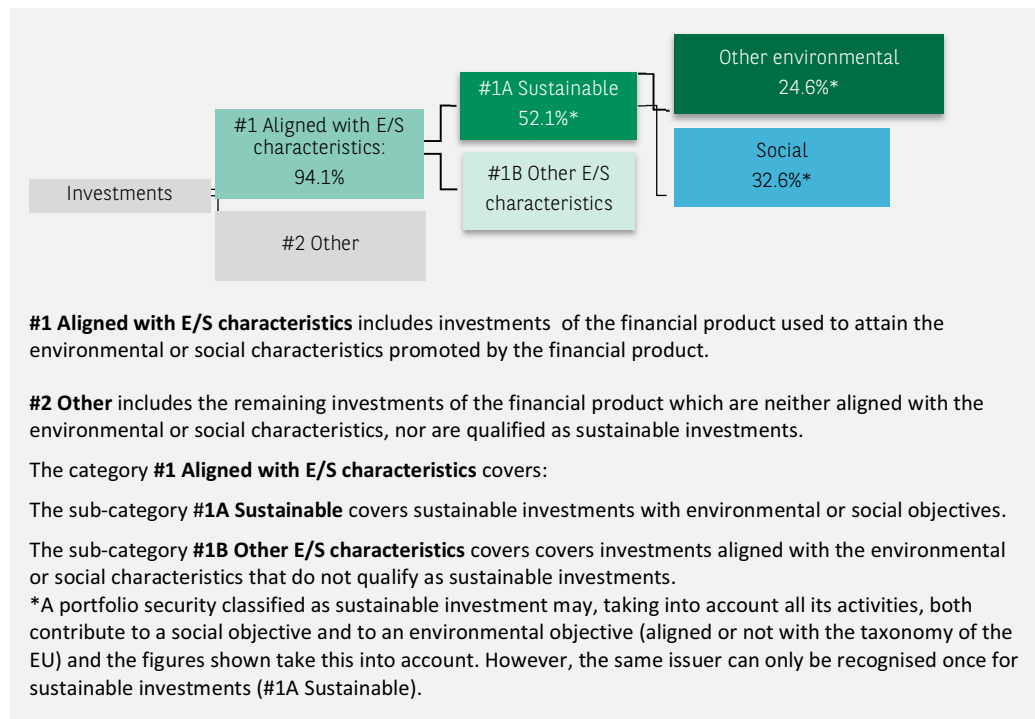 Investments
#1 Aligned with E/S
characteristics:
94.1%
#2 Other
#1A Sustainable
52.1%*
#1B Other E/S
characteristics
Other environmental
24.6%*
Social
32.6%*
#1 Aligned with E/S characteristics includes investments of the financial product used to attain the
environmental or social characteristics promoted by the financial product.
#2 Other includes the remaining investments of the financial product which are neither aligned with the
environmental or social characteristics, nor are qualified as sustainable investments.
The category #1 Aligned with E/S characteristics covers:
The sub-category #1A Sustainable covers sustainable investments with environmental or social objectives.
The sub-category #1B Other E/S characteristics covers covers investments aligned with the environmental
or social characteristics that do not qualify as sustainable investments.
*A portfolio security classified as sustainable investment may, taking into account all its activities, both
contribute to a social objective and to an environmental objective (aligned or not with the taxonomy of the
EU) and the figures shown take this into account. However, the same issuer can only be recognised once for
sustainable investments (#1A Sustainable).